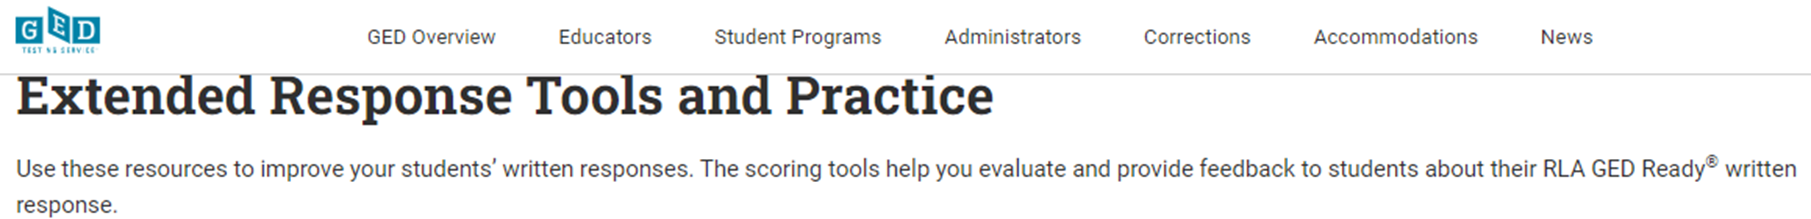 GED
TESTING SERVICE
GED Overview Educators Student Programs Administrators Corrections Accommodations News
Extended Response Tools and Practice
Use these resources to improve your students’ written responses. The scoring tools help you evaluate and provide feedback to students about their RLA GED Ready® written
response.